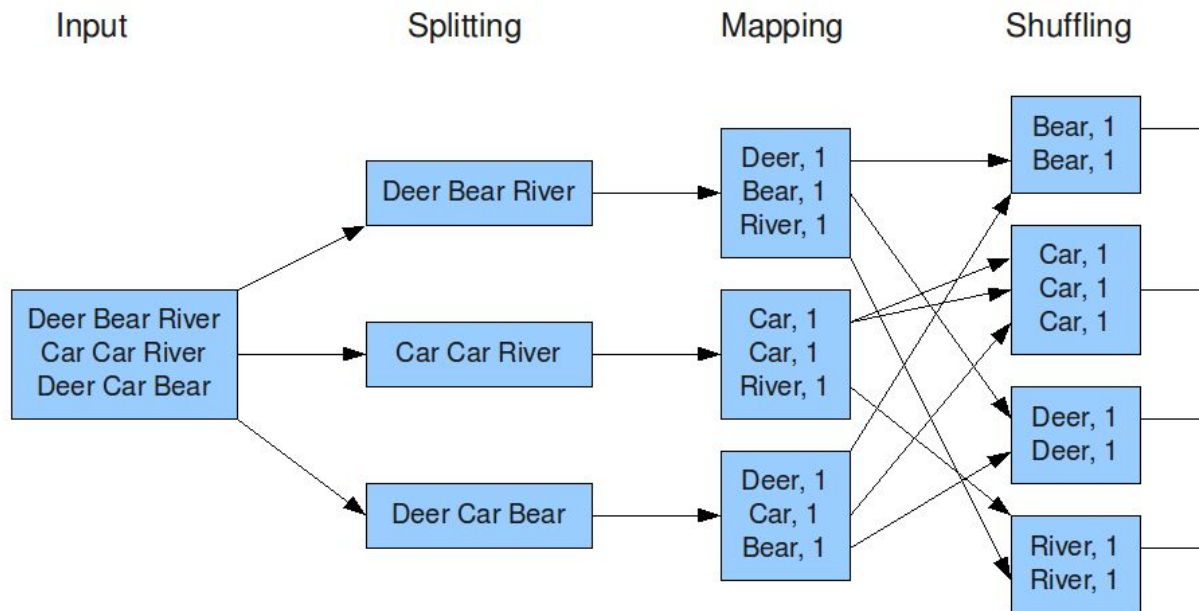 Input
Splitting
Mapping
Shuffling
Deer Bear River
Car Car River
Deer Car Bear
Deer Bear River
Car Car River
Deer Car Bear
Deer, 1
Bear, 1
River, 1
Car, 1
Car, 1
River, 1
Deer, 1
Car, 1
Bear, 1
Bear, 1
Bear, 1
Car, 1
Car, 1
Car, 1
Deer, 1
Deer, 1
River, 1
River, 1